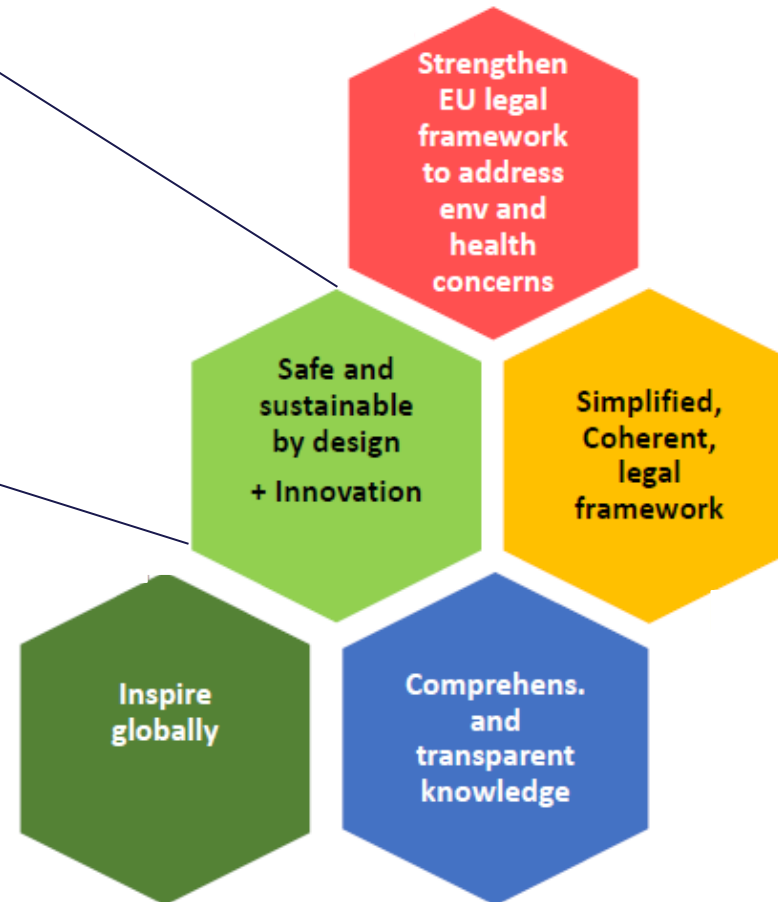 Strengthen
EU legal
framework
to address
env and
health
concerns
Safe and
sustainable
by design
+ Innovation
Simplified,
Coherent,
legal
framework
Inspire
globally
Comprehens.
and
transparent
knowledge